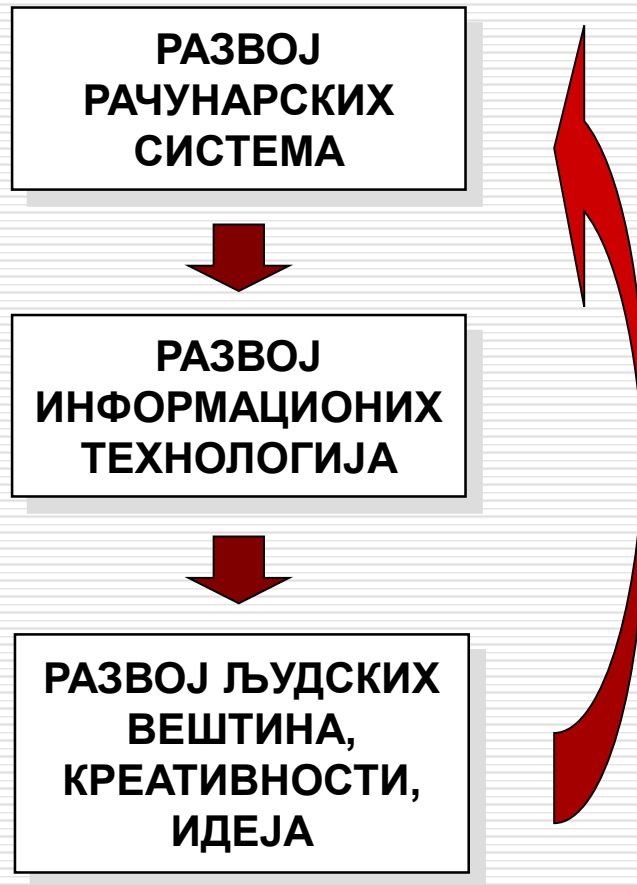 РАЗВОЈ
РАЧУНАРСКИХ
СИСТЕМА
РАЗВОЈ
ИНФОРМАЦИОНИХ
ТЕХНОЛОГИЈА
РАЗВОЈ ЉУДСКИХ
ВЕШТИНА,
КРЕАТИВНОСТИ,
ИДЕЈА